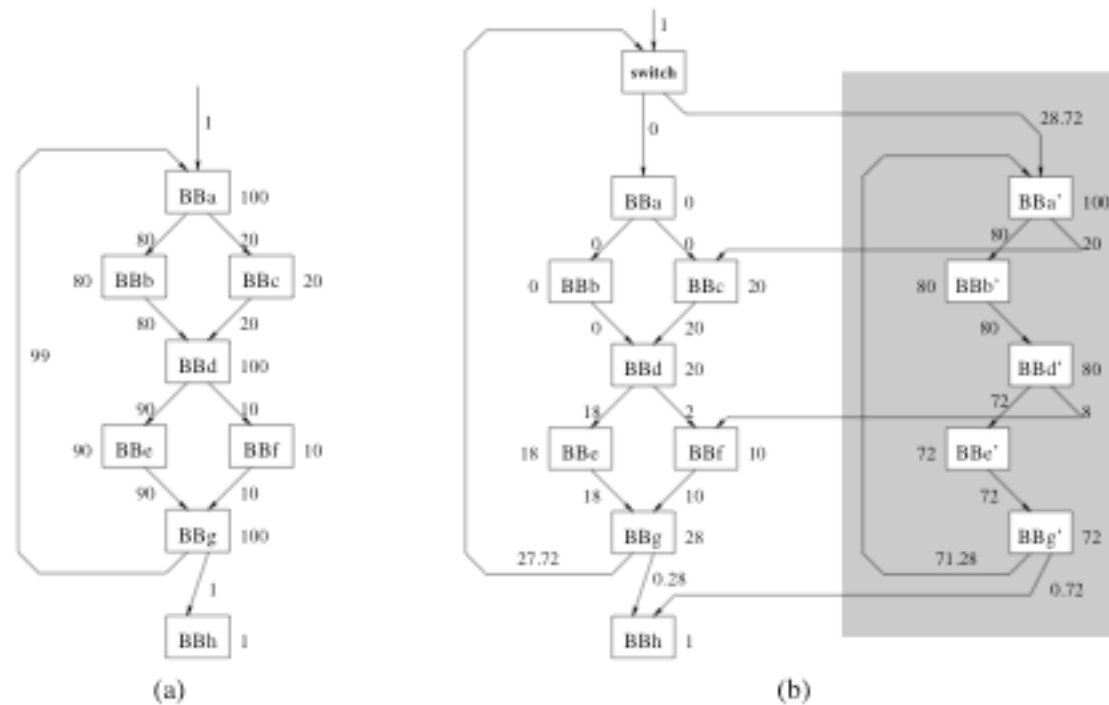 1
BBa 100
80 20
80 BBb BBc 20
80 20
99
BBd 100
90 10
90 BBe BBf 10
90 10
BBg 100
1
BBh 1
(a)
1
switch
0
28.72
BBa 0
0 0
0 BBb BBc 20
0 20
BBd 20
18 2
18 BBe BBf 10
18 10
BBg 28
27.72
0.28
BBh 1
BBa' 100
80 20
80 BBb'
80
BBd' 80
72 8
72 BBe'
72
BBg' 72
71.28
0.72
(b)